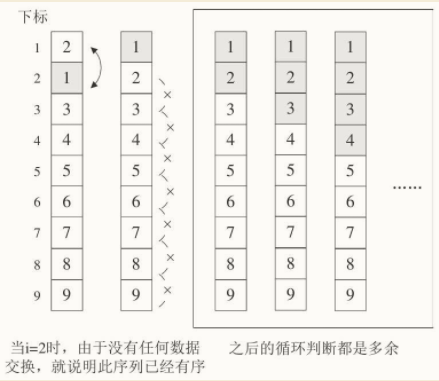 下标
1 2 1 1 1 1
2 1 2 2 2 2
3 3 3 3 3 3
4 4 4 4 4 4
5 5 5 5 5 5 ……
6 6 6 6 6 6
7 7 7 7 7 7
8 8 8 8 8 8
9 9 9 9 9 9
当i=2时，由于没有任何数据
交换，就说明此序列已经有序
之后的循环判断都是多余